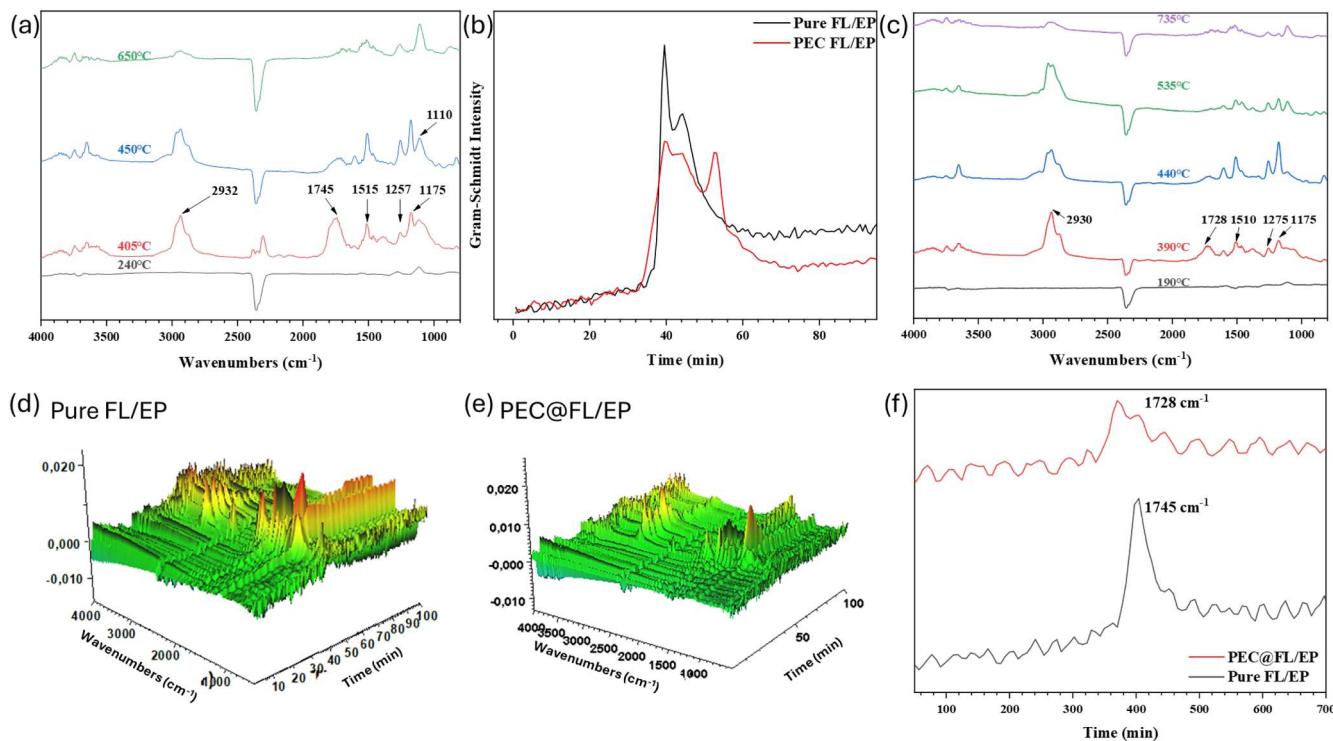 (a)
650°C
450°C
1110
2932
1745
1515
1257
1175
405°C
240°C
4000
3500
3000
2500
2000
1500
1000
Wavenumbers (cm⁻¹)
(b)
Pure FL/EP
PEC FL/EP
Gram-Schmidt Intensity
0
20
40
60
80
Time (min)
(c)
735°C
535°C
440°C
2930
1728
1510
1275
1175
390°C
190°C
4000
3500
3000
2500
2000
1500
1000
Wavenumbers (cm⁻¹)
(d) Pure FL/EP
0,020
0,000
-0,010
4000
3000
2000
1000
Wavenumbers (cm⁻¹)
10
20
30
40
50
60
70
80
90
100
Time (min)
(e) PEC@FL/EP
0,020
0,010
-0,000
-0,010
4000
3500
3000
2500
2000
1500
1000
Wavenumbers (cm⁻¹)
50
100
Time (min)
(f)
1728 cm⁻¹
1745 cm⁻¹
PEC@FL/EP
Pure FL/EP
100
200
300
400
500
600
700
Time (min)